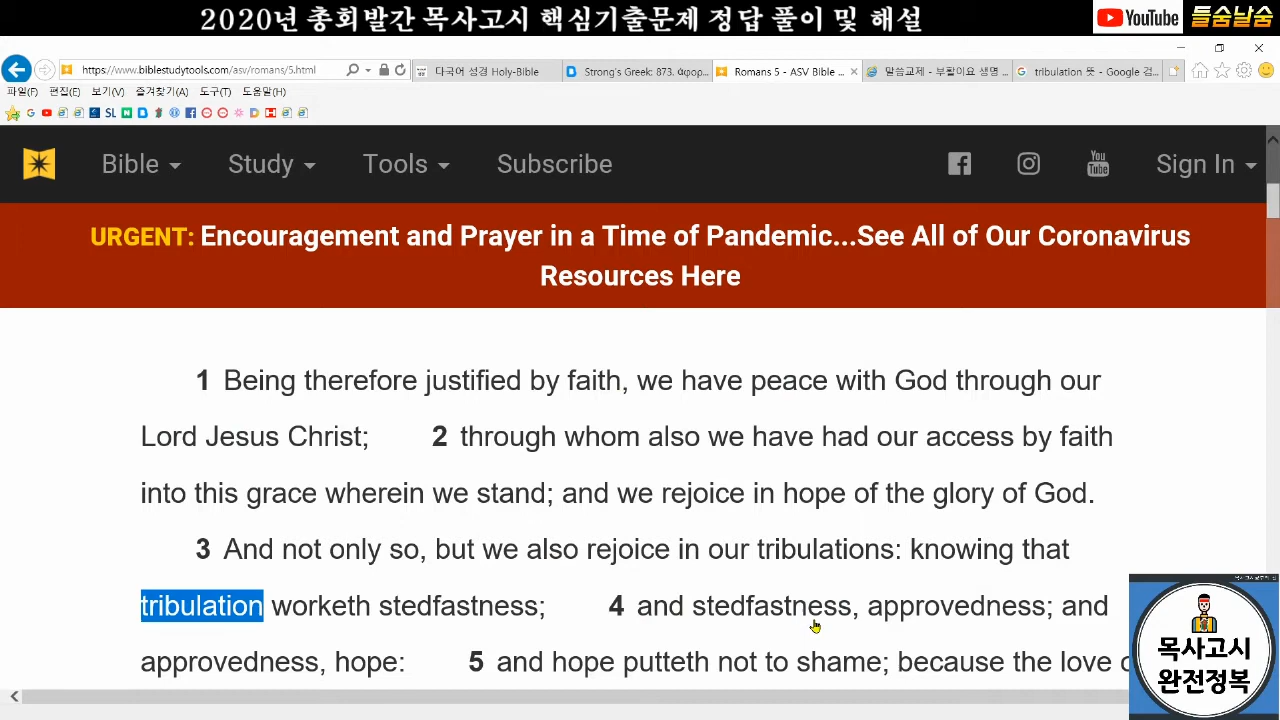 2020년 총회발간 목사고시 핵심기출문제 정답 풀이 및 해설
YouTube 들숨날숨
https://www.biblestudytools.com/asv/romans/5.html
다국어 성경 Holy-Bible
Strong's Greek: 873. ἀφορ...
Romans 5 - ASV Bible ...
말씀교제 - 부활이요 생명 ...
tribulation 뜻 - Google 검...
파일(F) 편집(E) 보기(V) 즐겨찾기(A) 도구(T) 도움말(H)
Bible Study Tools Subscribe You Tube Sign In
URGENT: Encouragement and Prayer in a Time of Pandemic...See All of Our Coronavirus
Resources Here
1 Being therefore justified by faith, we have peace with God through our
Lord Jesus Christ; 2 through whom also we have had our access by faith
into this grace wherein we stand; and we rejoice in hope of the glory of God.
3 And not only so, but we also rejoice in our tribulations: knowing that
tribulation worketh stedfastness; 4 and stedfastness, approvedness; and
approvedness, hope: 5 and hope putteth not to shame; because the love
목사고시
완전정복